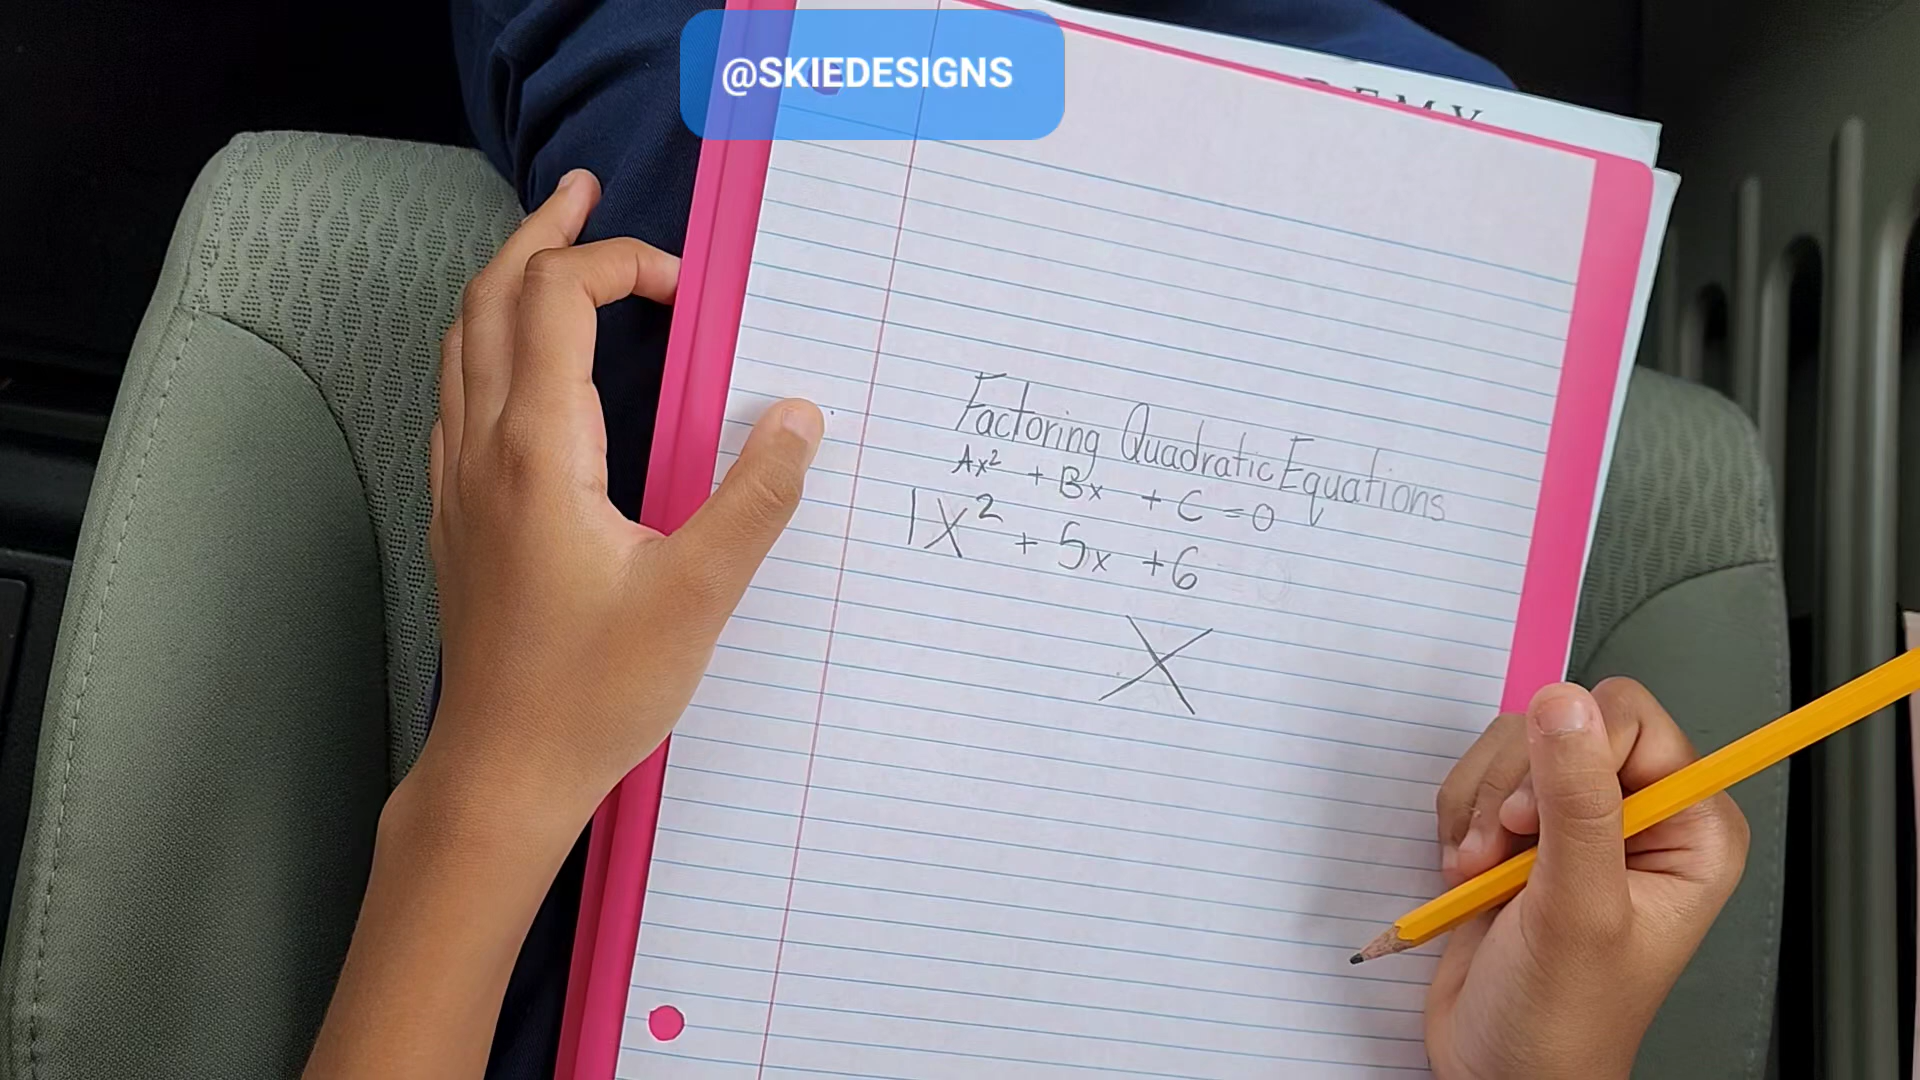 @SKIEDESIGNS
Factoring Quadratic Equations
Ax² + Bx + C = 0
1x² + 5x + 6
X